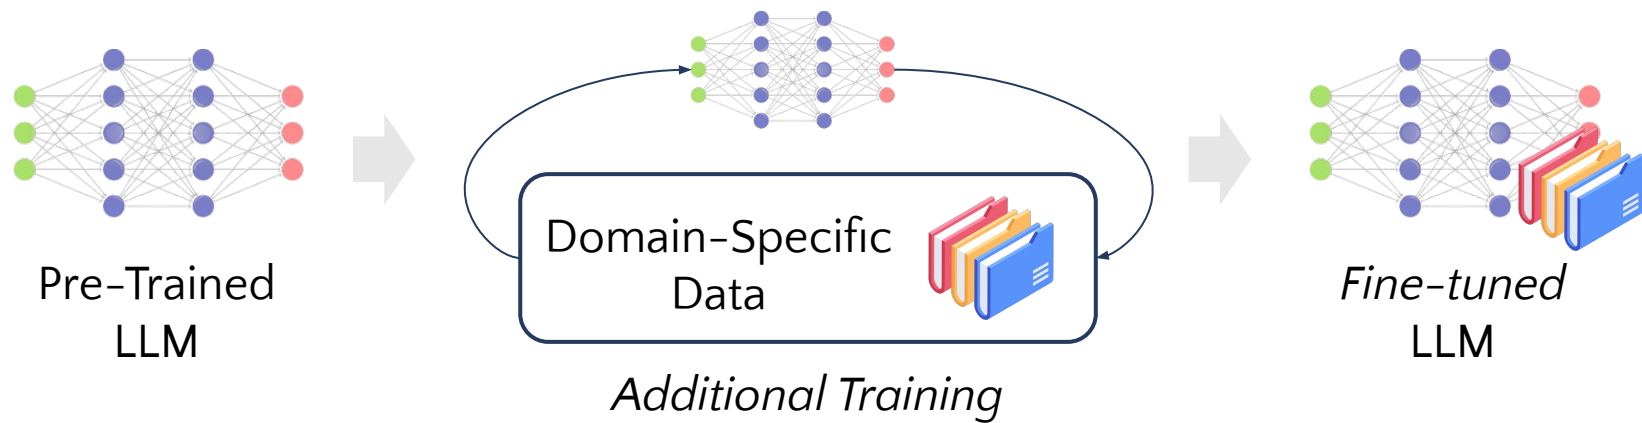 Pre-Trained
LLM
Domain-Specific
Data
Additional Training
Fine-tuned
LLM